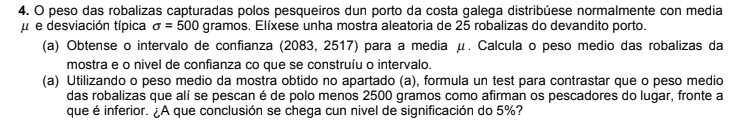 4. O peso das robalizas capturadas polos pesqueiros dun porto da costa galega distribúese normalmente con media
μ e desviación típica σ = 500 gramos. Elíxese unha mostra aleatoria de 25 robalizas do devandito porto.
(a) Obtense o intervalo de confianza (2083, 2517) para a media μ. Calcula o peso medio das robalizas da
mostra e o nivel de confianza co que se construíu o intervalo.
(a) Utilizando o peso medio da mostra obtido no apartado (a), formula un test para contrastar que o peso medio
das robalizas que alí se pescan é de polo menos 2500 gramos como afirman os pescadores do lugar, fronte a
que é inferior. ¿A que conclusión se chega cun nivel de significación do 5%?